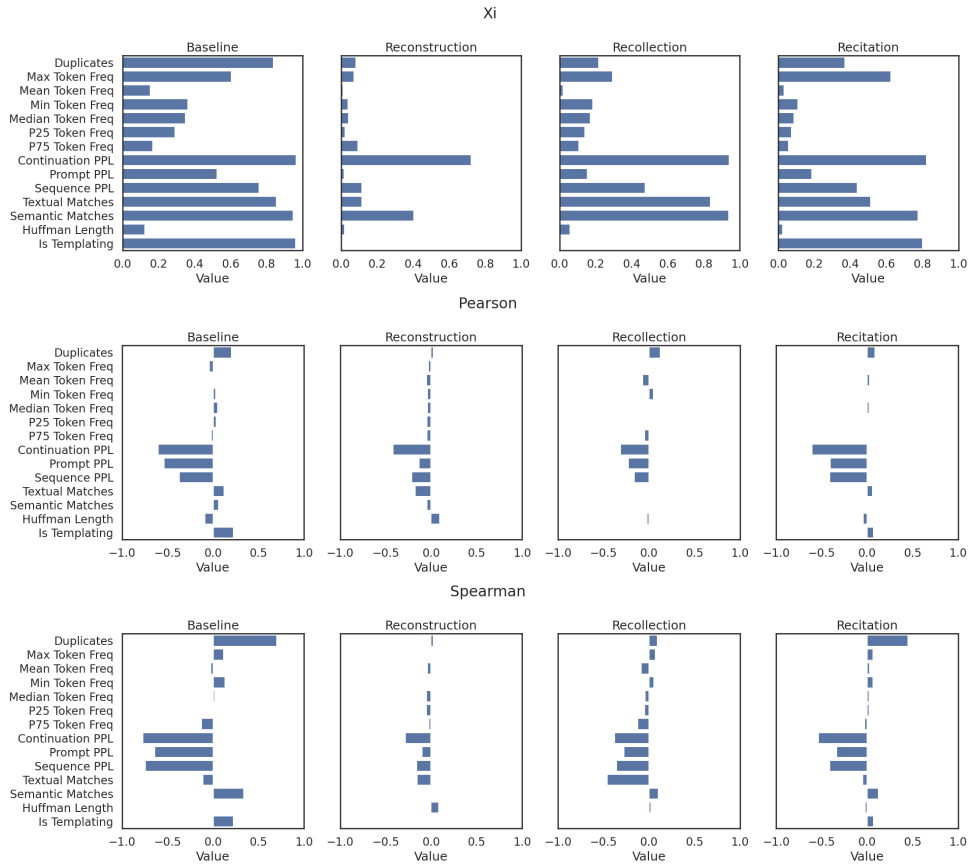 Xi
Baseline Reconstruction Recollection Recitation
Duplicates
Max Token Freq
Mean Token Freq
Min Token Freq
Median Token Freq
P25 Token Freq
P75 Token Freq
Continuation PPL
Prompt PPL
Sequence PPL
Textual Matches
Semantic Matches
Huffman Length
Is Templating
0.0 0.2 0.4 0.6 0.8 1.0 0.0 0.2 0.4 0.6 0.8 1.0 0.0 0.2 0.4 0.6 0.8 1.0 0.0 0.2 0.4 0.6 0.8 1.0
Value Value Value Value
Pearson
Baseline Reconstruction Recollection Recitation
Duplicates
Max Token Freq
Mean Token Freq
Min Token Freq
Median Token Freq
P25 Token Freq
P75 Token Freq
Continuation PPL
Prompt PPL
Sequence PPL
Textual Matches
Semantic Matches
Huffman Length
Is Templating
−1.0 −0.5 0.0 0.5 1.0 −1.0 −0.5 0.0 0.5 1.0 −1.0 −0.5 0.0 0.5 1.0 −1.0 −0.5 0.0 0.5 1.0
Value Value Value Value
Spearman
Baseline Reconstruction Recollection Recitation
Duplicates
Max Token Freq
Mean Token Freq
Min Token Freq
Median Token Freq
P25 Token Freq
P75 Token Freq
Continuation PPL
Prompt PPL
Sequence PPL
Textual Matches
Semantic Matches
Huffman Length
Is Templating
−1.0 −0.5 0.0 0.5 1.0 −1.0 −0.5 0.0 0.5 1.0 −1.0 −0.5 0.0 0.5 1.0 −1.0 −0.5 0.0 0.5 1.0
Value Value Value Value